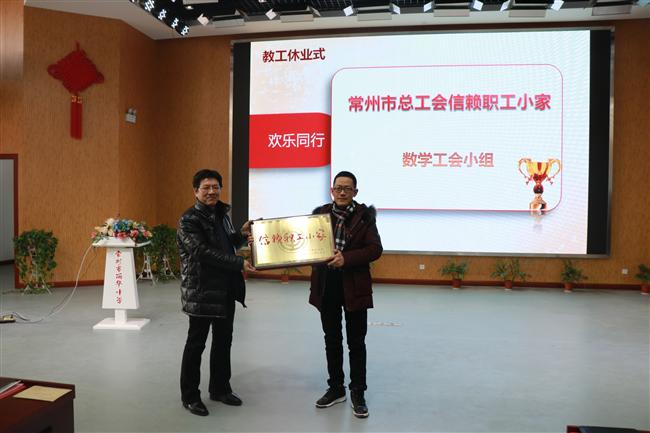 教工休业式
常州市总工会信赖职工小家
欢乐同行
数学工会小组
信赖职工小家